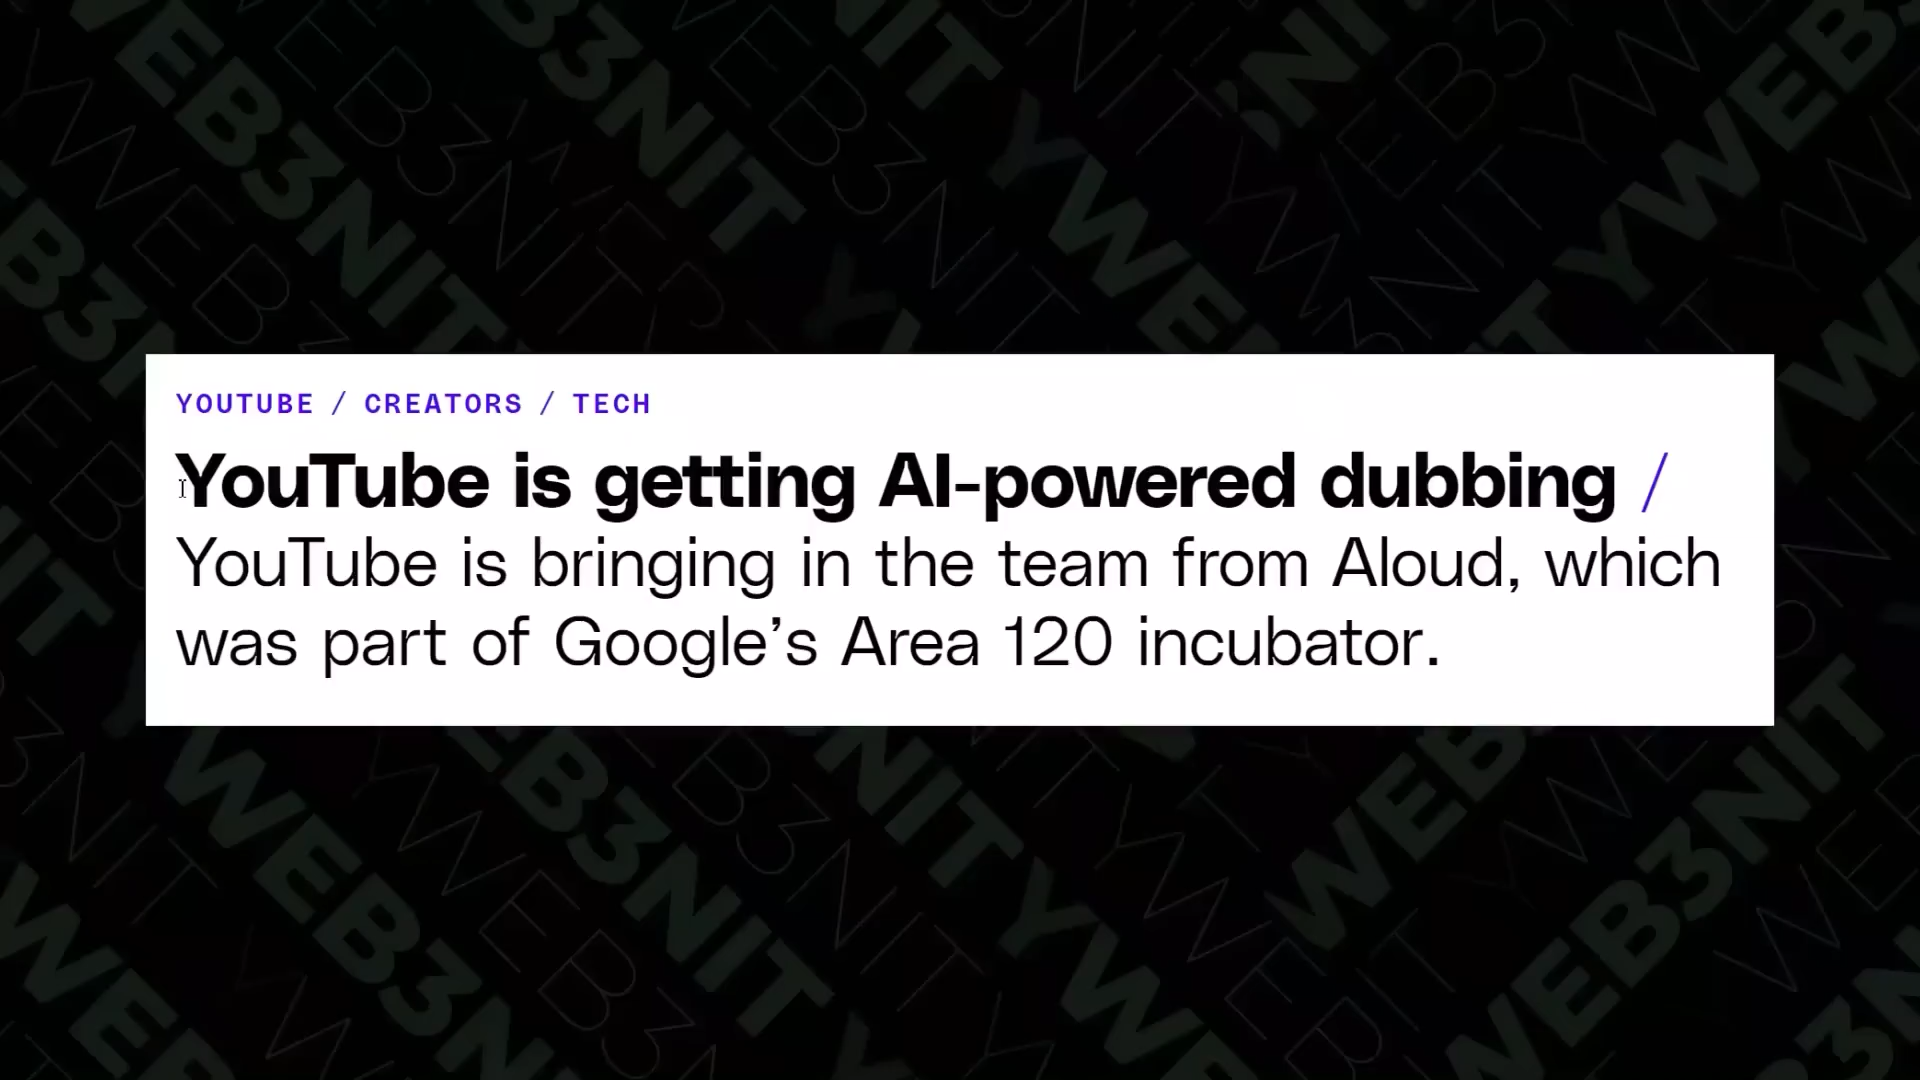 YOUTUBE / CREATORS / TECH
YouTube is getting AI-powered dubbing /
YouTube is bringing in the team from Aloud, which
was part of Google’s Area 120 incubator.